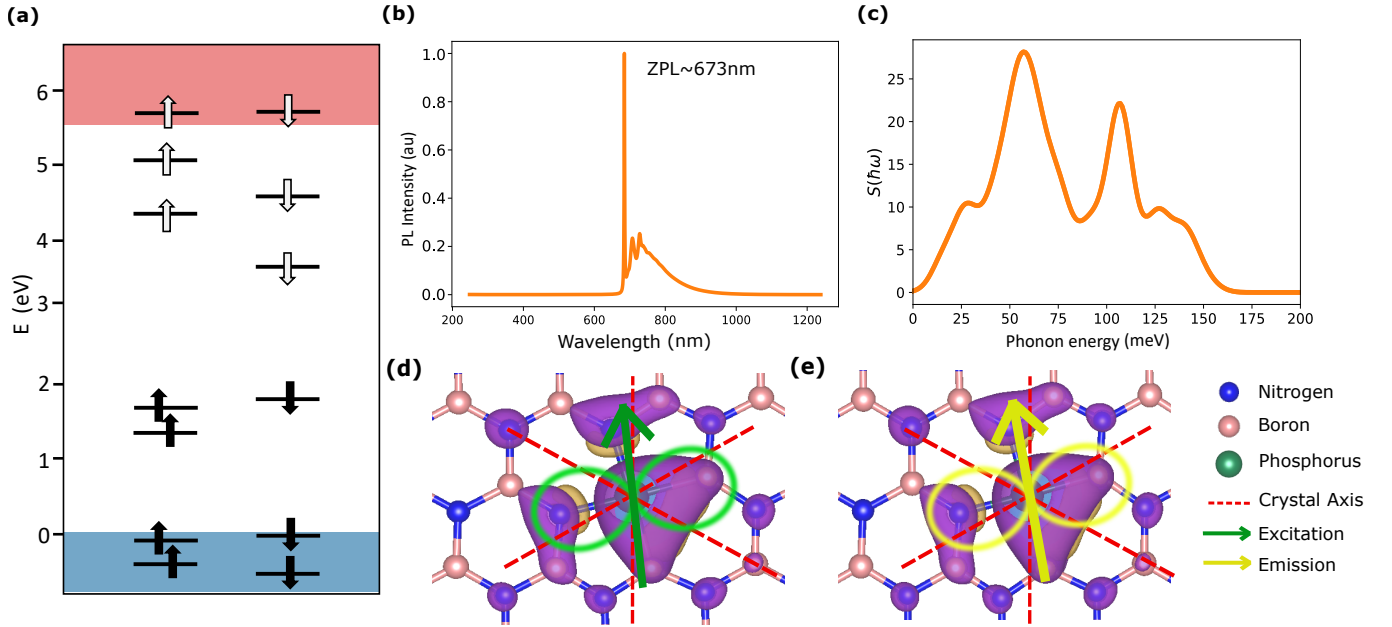 (a)
E (eV)
6
5
4
3
2
1
0
(b)
ZPL~673nm
PL Intensity (au)
1.0
0.8
0.6
0.4
0.2
0.0
200 400 600 800 1000 1200
Wavelength (nm)
(c)
S(ℏω)
25
20
15
10
5
0
0 25 50 75 100 125 150 175 200
Phonon energy (meV)
(d)
(e)
Nitrogen
Boron
Phosphorus
Crystal Axis
Excitation
Emission